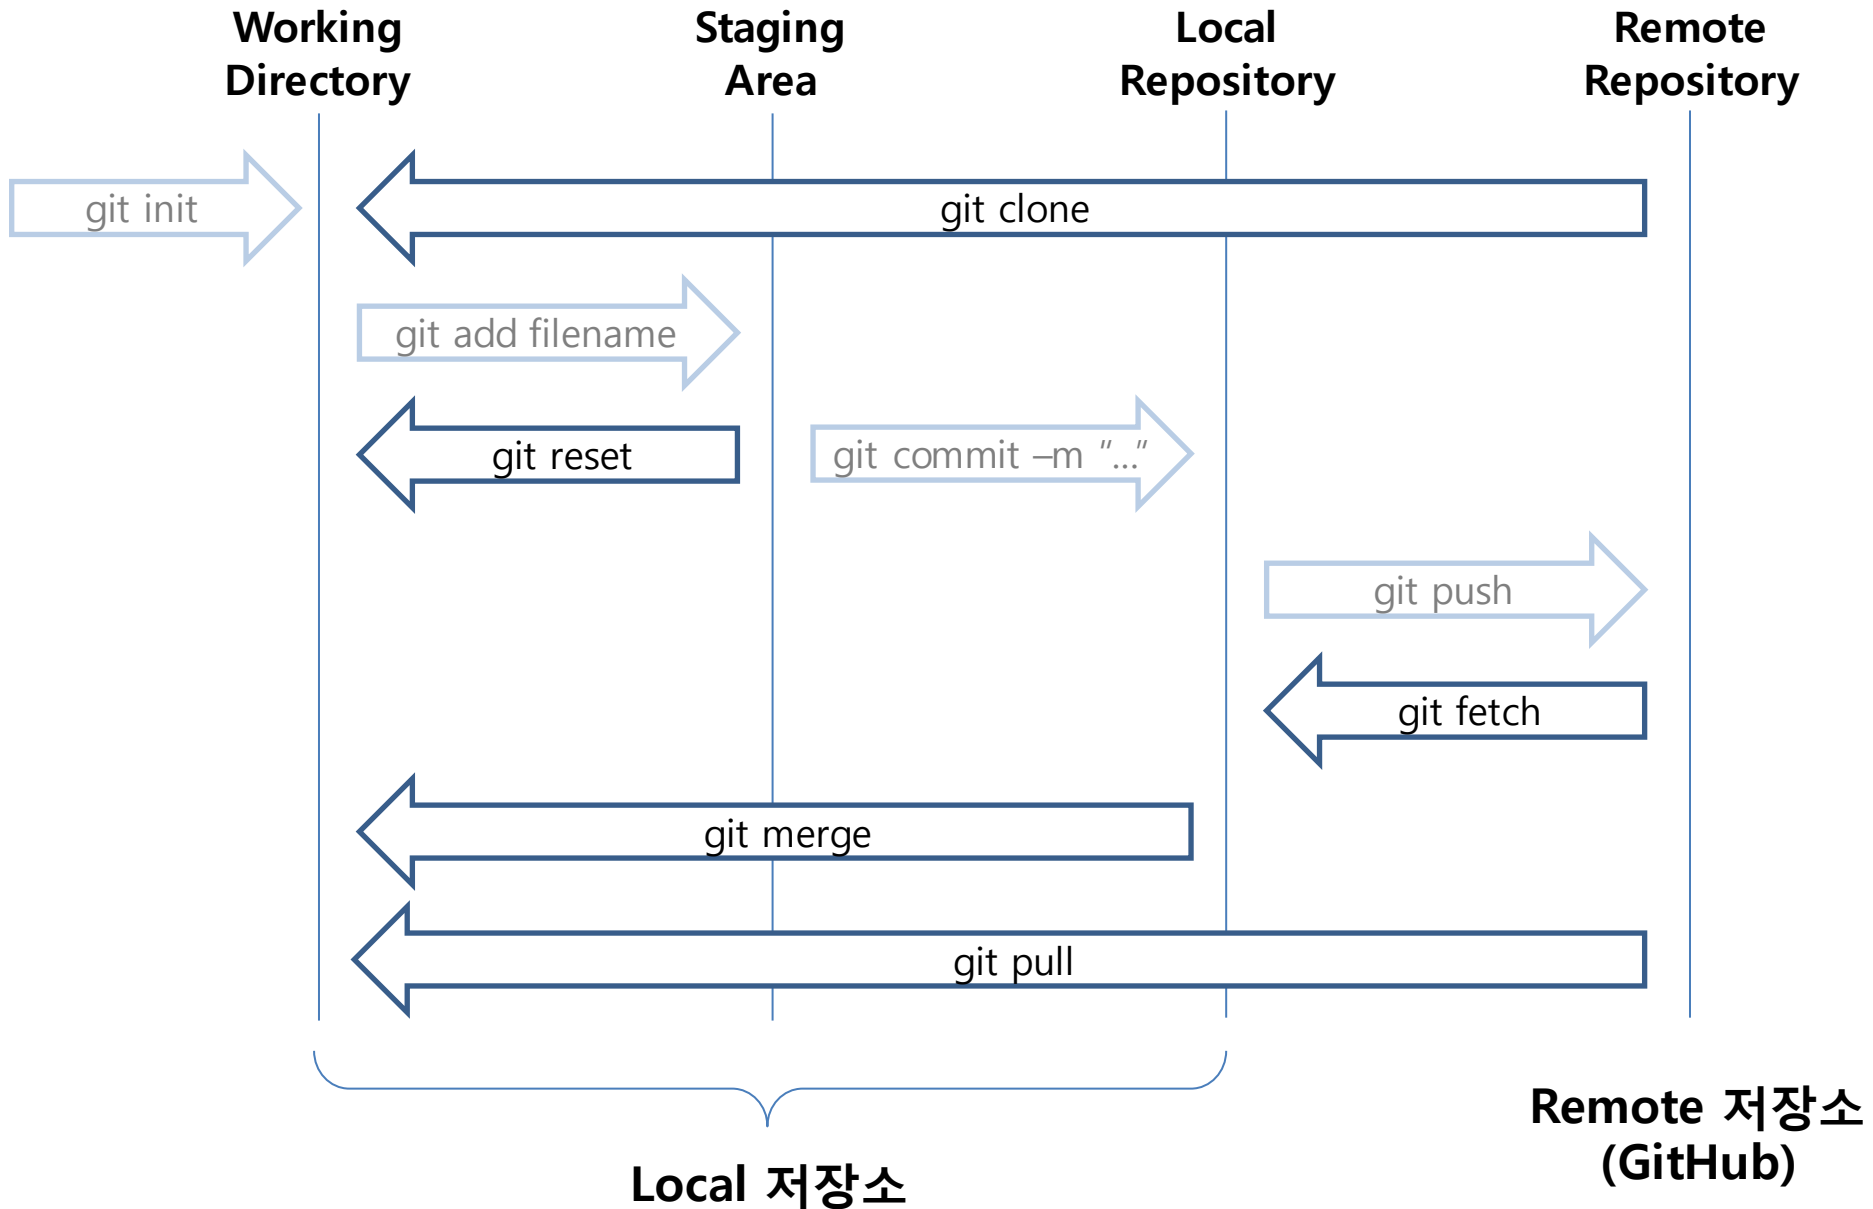 Working
Directory
Staging
Area
Local
Repository
Remote
Repository
git init
git clone
git add filename
git reset
git commit –m "…"
git push
git fetch
git merge
git pull
Local 저장소
Remote 저장소
(GitHub)